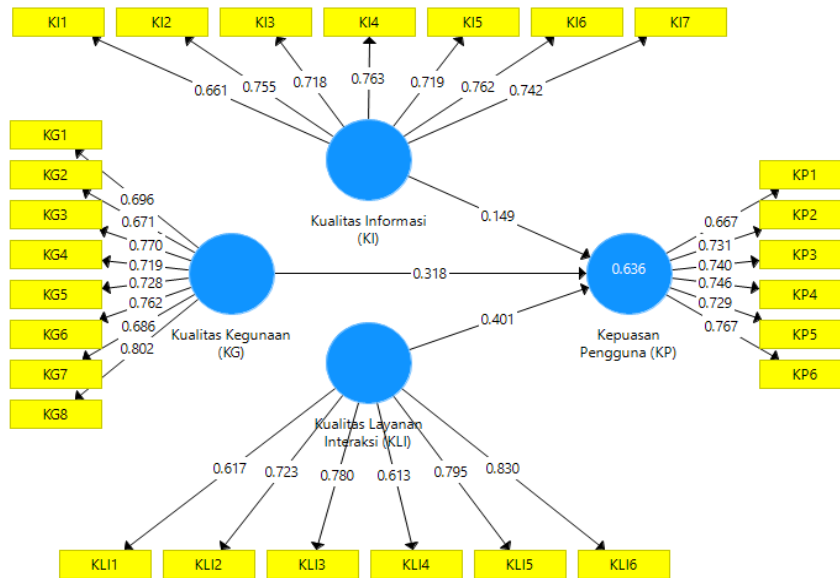 KI1 KI2 KI3 KI4 KI5 KI6 KI7
0.661 0.755 0.718 0.763 0.719 0.762 0.742
Kualitas Informasi
(KI)
KG1
KG2
KG3
KG4
KG5
KG6
KG7
KG8
0.696
0.671
0.770
0.719
0.728
0.762
0.686
0.802
Kualitas Kegunaan
(KG)
0.149
0.318
0.401
0.636
Kepuasan
Pengguna (KP)
0.667
0.731
0.740
0.746
0.729
0.767
KP1
KP2
KP3
KP4
KP5
KP6
Kualitas Layanan
Interaksi (KLI)
0.617 0.723 0.780 0.613 0.795 0.830
KLI1 KLI2 KLI3 KLI4 KLI5 KLI6